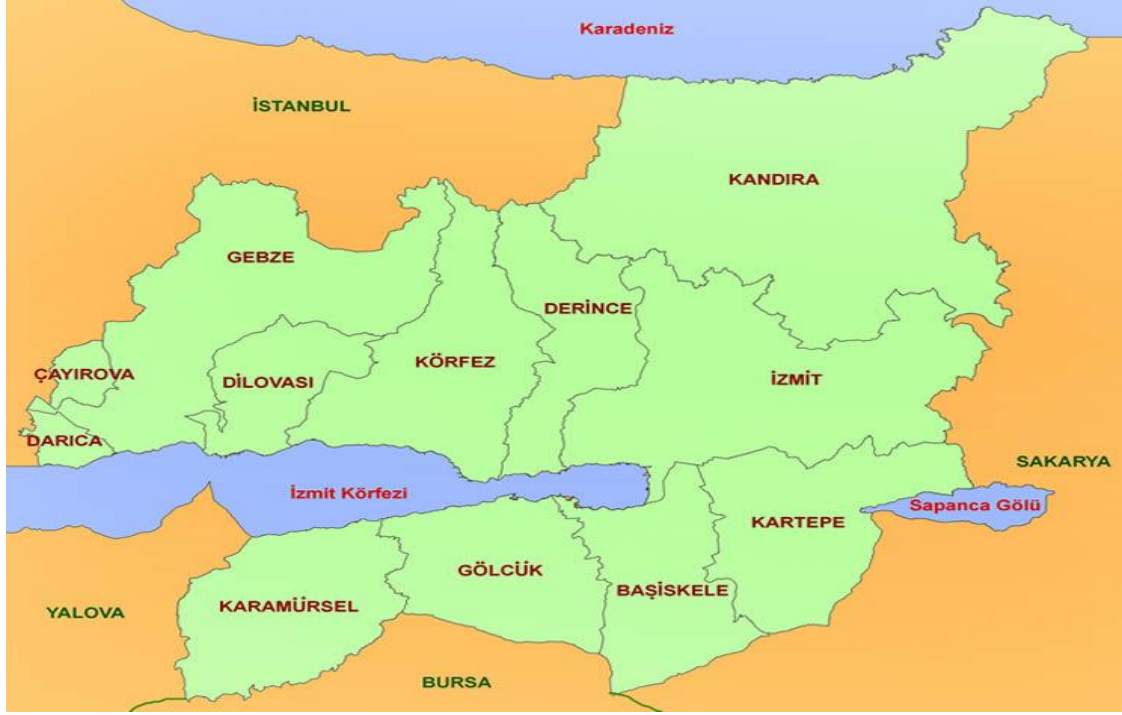 Karadeniz
İSTANBUL
KANDIRA
GEBZE
DERİNCE
KÖRFEZ
ÇAYIROVA
DİLOVASI
İZMİT
DARICA
SAKARYA
İzmit Körfezi
Sapanca Gölü
KARTEPE
GÖLCÜK
BAŞİSKELE
KARAMÜRSEL
YALOVA
BURSA